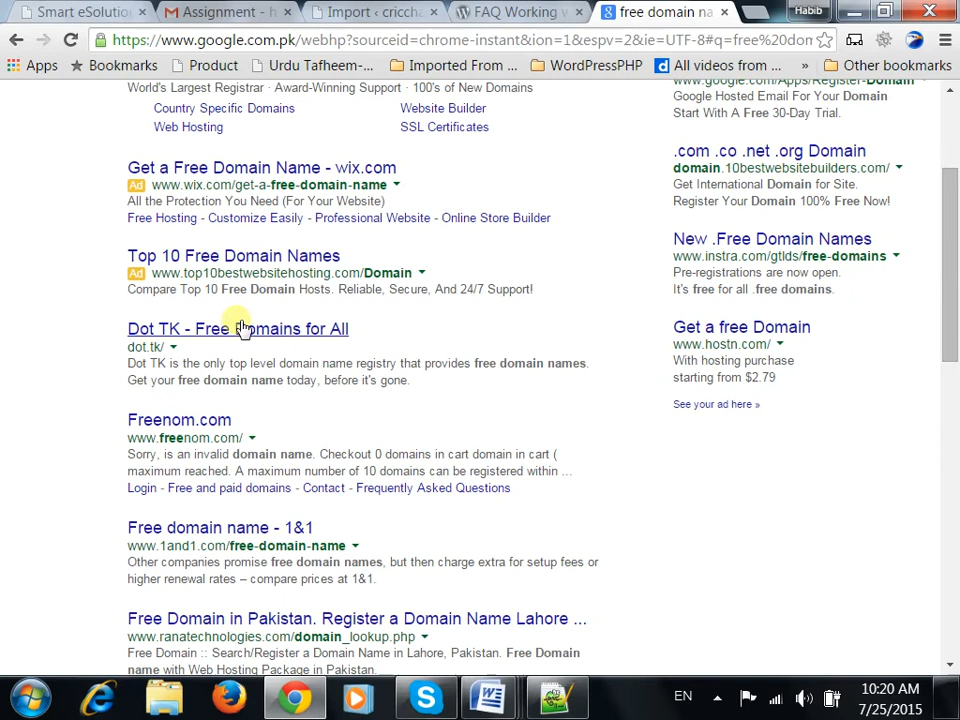 Smart eSolutio
Assignment - h
Import ‹ cricch
FAQ Working
free domain na
Habib
https://www.google.com.pk/webhp?sourceid=chrome-instant&ion=1&espv=2&ie=UTF-8#q=free%20dom
Apps
Bookmarks
Product
Urdu Tafheem-...
Imported From ...
WordPressPHP
All videos from ...
»
Other bookmarks
World's Largest Registrar · Award-Winning Support · 100's of New Domains
Country Specific Domains
Website Builder
Web Hosting
SSL Certificates
Get a Free Domain Name - wix.com
Ad www.wix.com/get-a-free-domain-name
All the Protection You Need (For Your Website)
Free Hosting - Customize Easily - Professional Website - Online Store Builder
Top 10 Free Domain Names
Ad www.top10bestwebsitehosting.com/Domain
Compare Top 10 Free Domain Hosts. Reliable, Secure, And 24/7 Support!
Dot TK - Free Domains for All
dot.tk/
Dot TK is the only top level domain name registry that provides free domain names.
Get your free domain name today, before it's gone.
Freenom.com
www.freenom.com/
Sorry, is an invalid domain name. Checkout 0 domains in cart domain in cart (
maximum reached. A maximum number of 10 domains can be registered within ...
Login - Free and paid domains - Contact - Frequently Asked Questions
Free domain name - 1&1
www.1and1.com/free-domain-name
Other companies promise free domain names, but then charge extra for setup fees or
higher renewal rates – compare prices at 1&1.
Free Domain in Pakistan. Register a Domain Name Lahore ...
www.ranatechnologies.com/domain_lookup.php
Free Domain :: Search/Register a Domain Name in Lahore, Pakistan. Free Domain
name with Web Hosting Package in Pakistan.
www.google.com/Apps/Register-Domain
Google Hosted Email For Your Domain
Start With A Free 30-Day Trial.
.com .co .net .org Domain
domain.10bestwebsitebuilders.com/
Get International Domain for Site.
Register Your Domain 100% Free Now!
New .Free Domain Names
www.instra.com/gtlds/free-domains
Pre-registrations are now open.
It's free for all .free domains.
Get a free Domain
www.hostn.com/
With hosting purchase
starting from $2.79
See your ad here »
EN
10:20 AM
7/25/2015